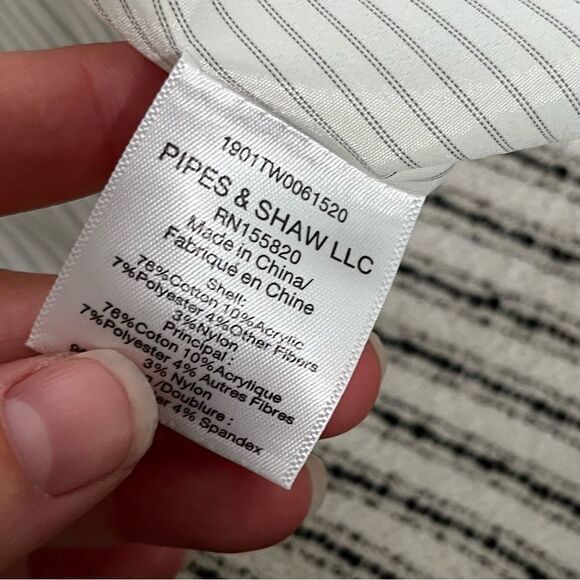 1901TW0061520
PIPES & SHAW LLC
RN155820
Made in China/
Fabriqué en Chine
Shell:
76%Cotton 10%Acrylic
7%Polyester 4%Other Fibers
3%Nylon
Principal :
76%Coton 10%Acrylique
7%Polyester 4% Autres Fibres
3% Nylon
/Doublure :
4% Spandex